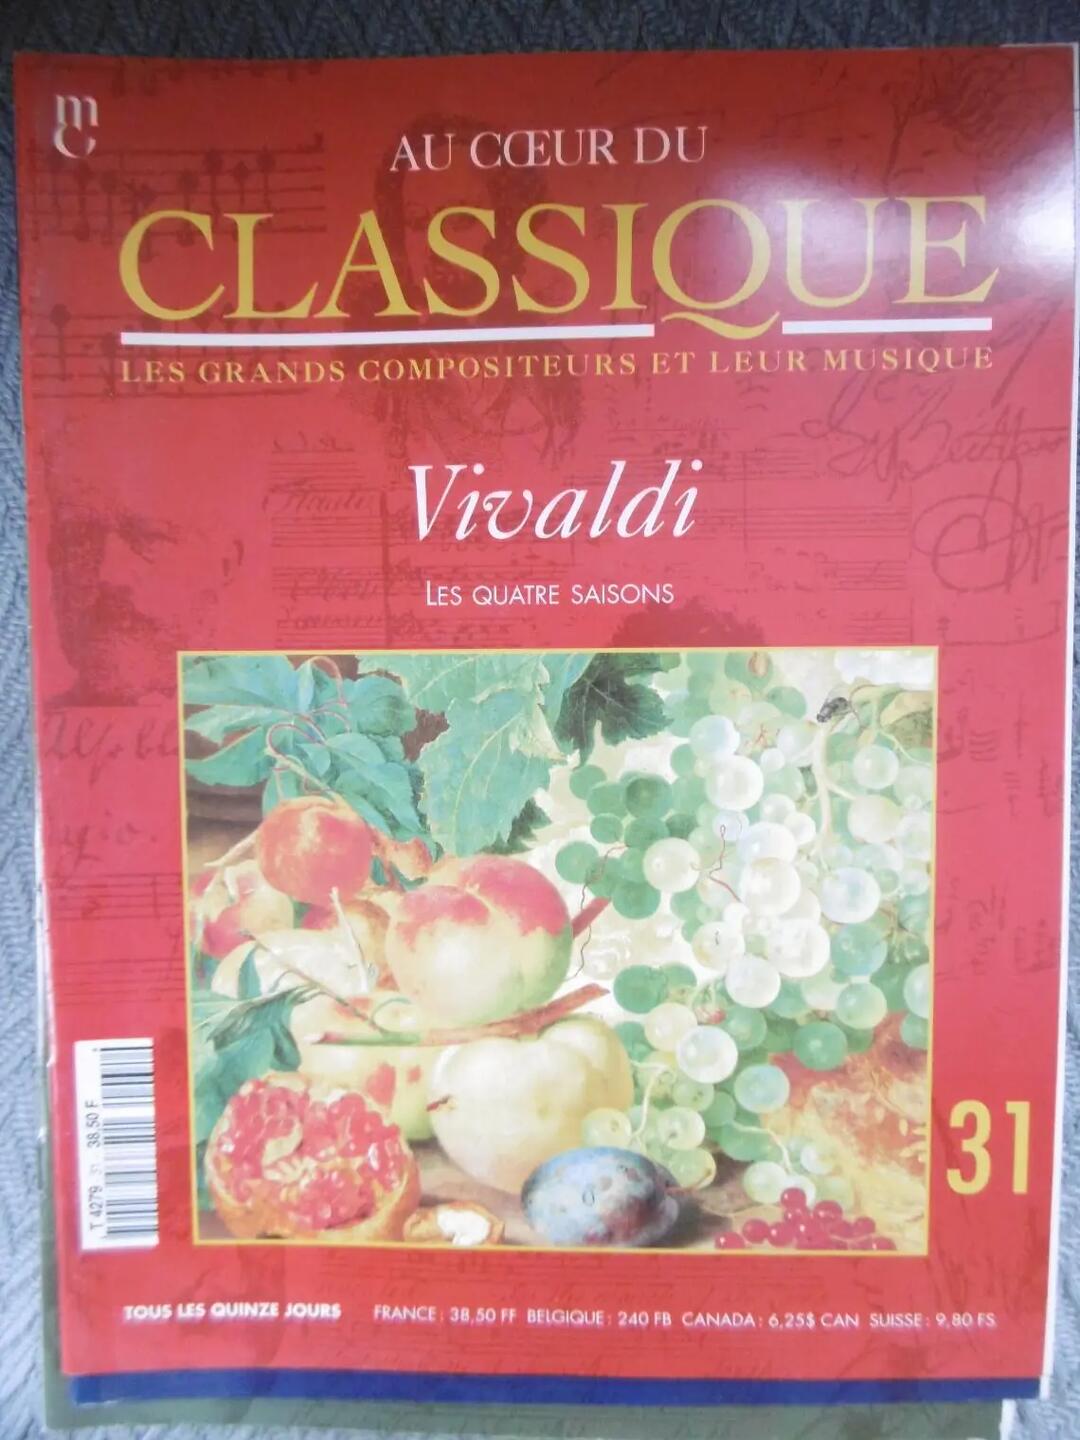 mc
AU CŒUR DU
CLASSIQUE
LES GRANDS COMPOSITEURS ET LEUR MUSIQUE
Vivaldi
LES QUATRE SAISONS
31
T 4279 31 38,50 F
TOUS LES QUINZE JOURS FRANCE : 38,50 FF BELGIQUE : 240 FB CANADA : 6,25$ CAN SUISSE : 9,80 FS